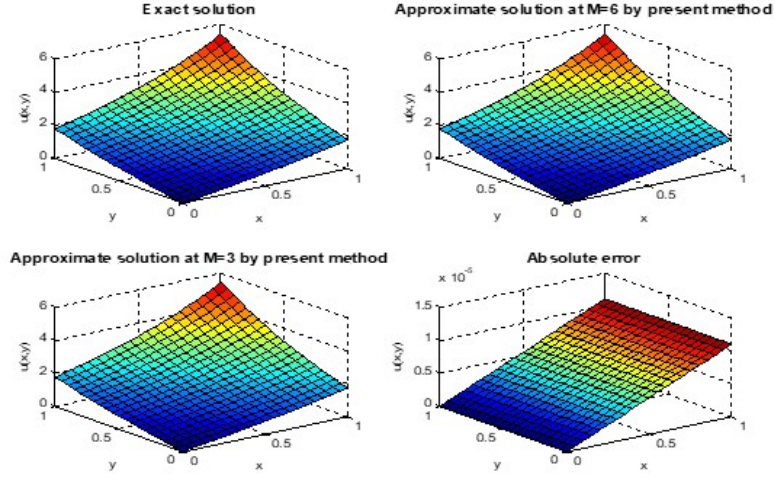 Exact solution
6
4
2
0
1
0.5
0
0
0.5
1
u(x,y)
y
x
Approximate solution at M=6 by present method
6
4
2
0
1
0.5
0
0
0.5
1
u(x,y)
y
x
Approximate solution at M=3 by present method
6
4
2
0
1
0.5
0
0
0.5
1
u(x,y)
y
x
Absolute error
x 10^-5
1.5
1
0.5
0
1
0.5
0
0
0.5
1
u(x,y)
y
x